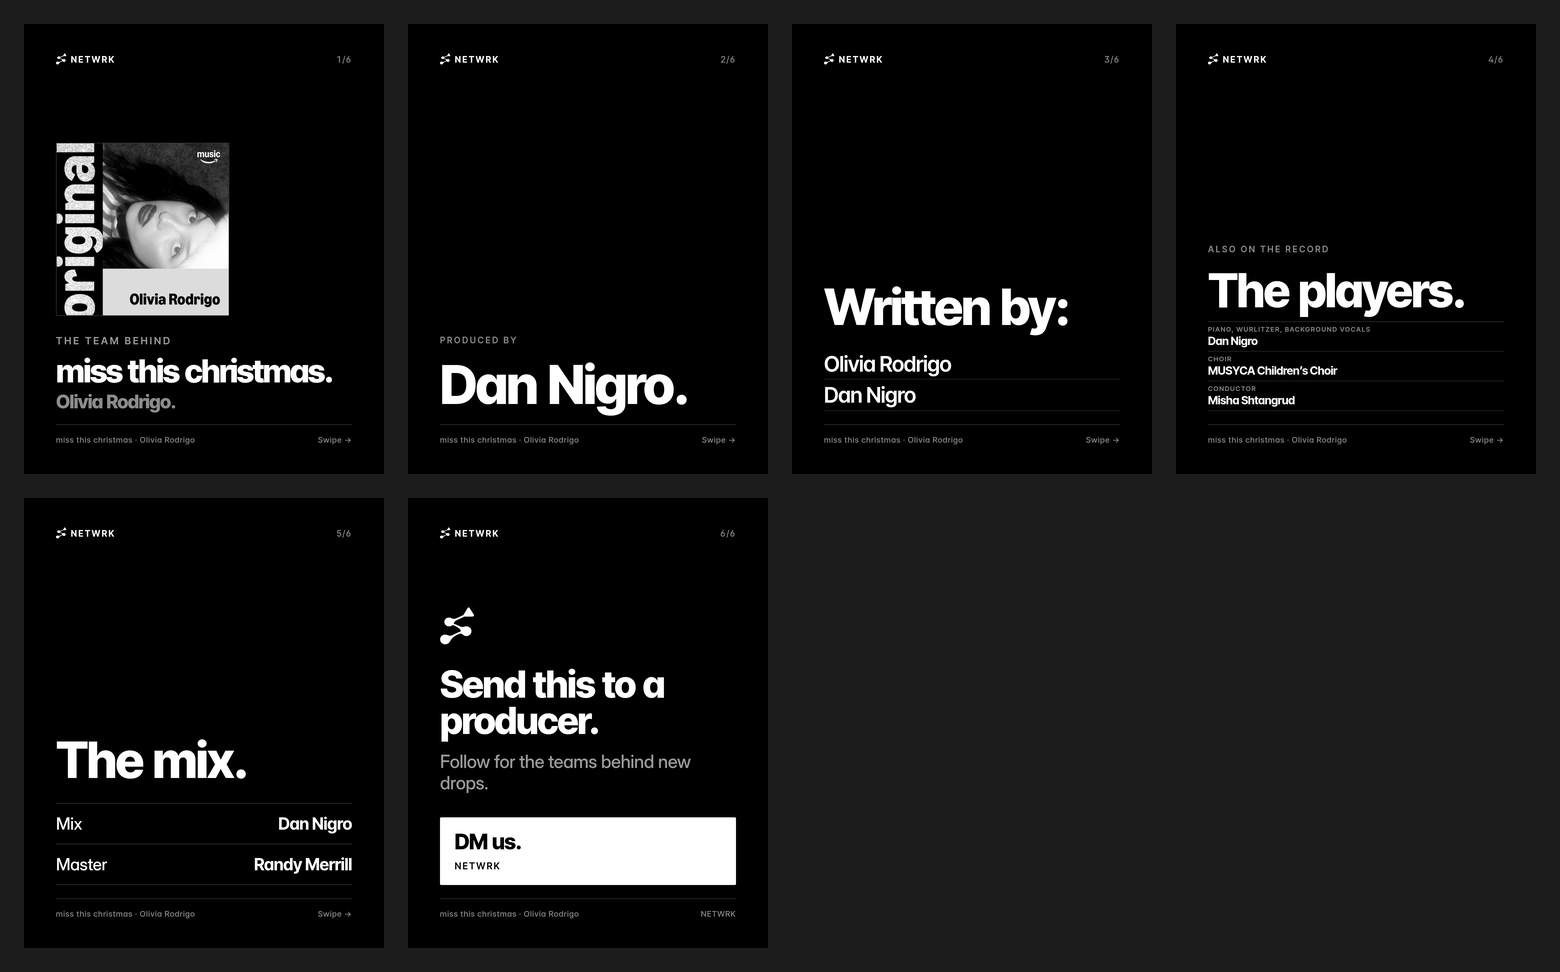 NETWRK
1/6
original
music
Olivia Rodrigo
THE TEAM BEHIND
miss this christmas.
Olivia Rodrigo.
miss this christmas · Olivia Rodrigo
Swipe →
NETWRK
2/6
PRODUCED BY
Dan Nigro.
miss this christmas · Olivia Rodrigo
Swipe →
NETWRK
3/6
Written by:
Olivia Rodrigo
Dan Nigro
miss this christmas · Olivia Rodrigo
Swipe →
NETWRK
4/6
ALSO ON THE RECORD
The players.
PIANO, WURLITZER, BACKGROUND VOCALS
Dan Nigro
CHOIR
MUSYCA Children's Choir
CONDUCTOR
Misha Shtangrud
miss this christmas · Olivia Rodrigo
Swipe →
NETWRK
5/6
The mix.
Mix
Dan Nigro
Master
Randy Merrill
miss this christmas · Olivia Rodrigo
Swipe →
NETWRK
6/6
Send this to a
producer.
Follow for the teams behind new
drops.
DM us.
NETWRK
miss this christmas · Olivia Rodrigo
NETWRK